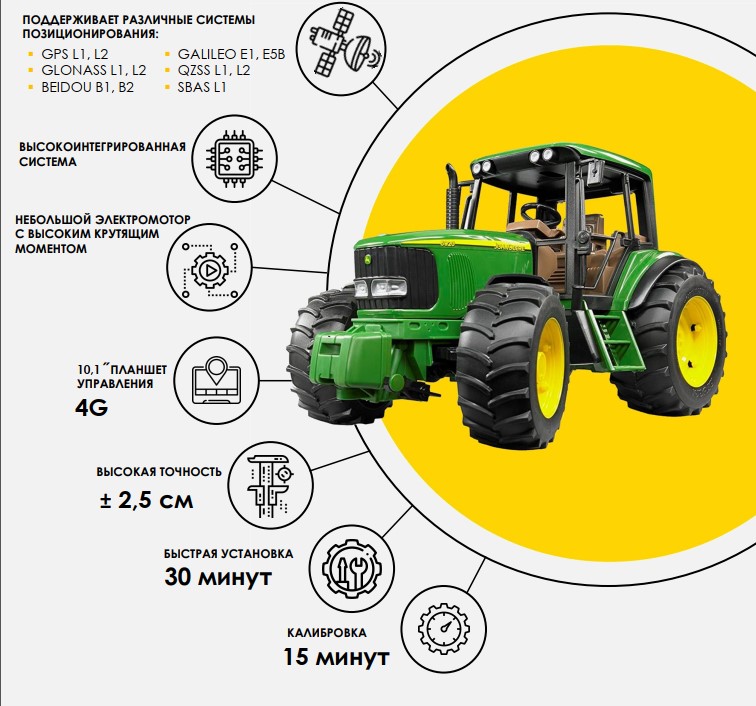 ПОДДЕРЖИВАЕТ РАЗЛИЧНЫЕ СИСТЕМЫ
ПОЗИЦИОНИРОВАНИЯ:
▪ GPS L1, L2
▪ GLONASS L1, L2
▪ BEIDOU B1, B2
▪ GALILEO E1, E5B
▪ QZSS L1, L2
▪ SBAS L1
ВЫСОКОИНТЕГРИРОВАННАЯ
СИСТЕМА
НЕБОЛЬШОЙ ЭЛЕКТРОМОТОР
С ВЫСОКИМ КРУТЯЩИМ
МОМЕНТОМ
10,1˝ПЛАНШЕТ
УПРАВЛЕНИЯ
4G
ВЫСОКАЯ ТОЧНОСТЬ
± 2,5 см
БЫСТРАЯ УСТАНОВКА
30 минут
КАЛИБРОВКА
15 минут